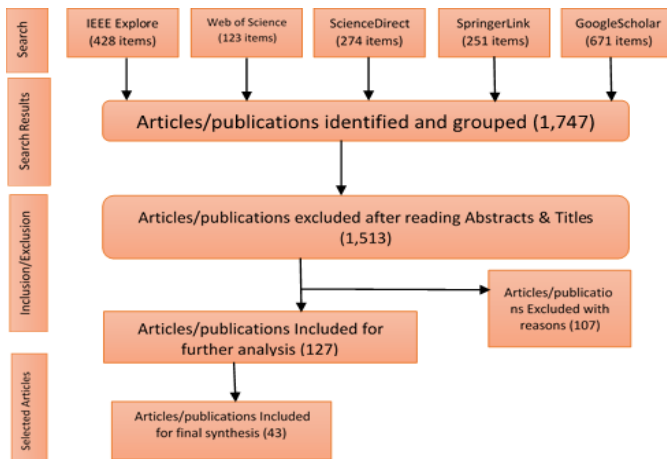 Search
IEEE Explore
(428 items)
Web of Science
(123 items)
ScienceDirect
(274 items)
SpringerLink
(251 items)
GoogleScholar
(671 items)
Search Results
Articles/publications identified and grouped (1,747)
Inclusion/Exclusion
Articles/publications excluded after reading Abstracts & Titles
(1,513)
Articles/publicatio
ns Excluded with
reasons (107)
Articles/publications Included for
further analysis (127)
Selected Articles
Articles/publications Included
for final synthesis (43)